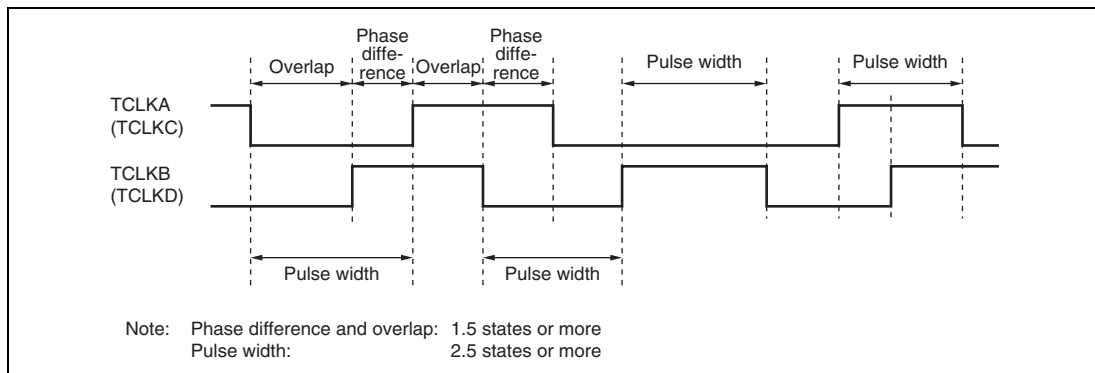 Phase
diffe-
rence
Phase
diffe-
rence
Overlap
Overlap
Pulse width
Pulse width
TCLKA
(TCLKC)
TCLKB
(TCLKD)
Pulse width
Pulse width
Note: Phase difference and overlap: 1.5 states or more
Pulse width: 2.5 states or more